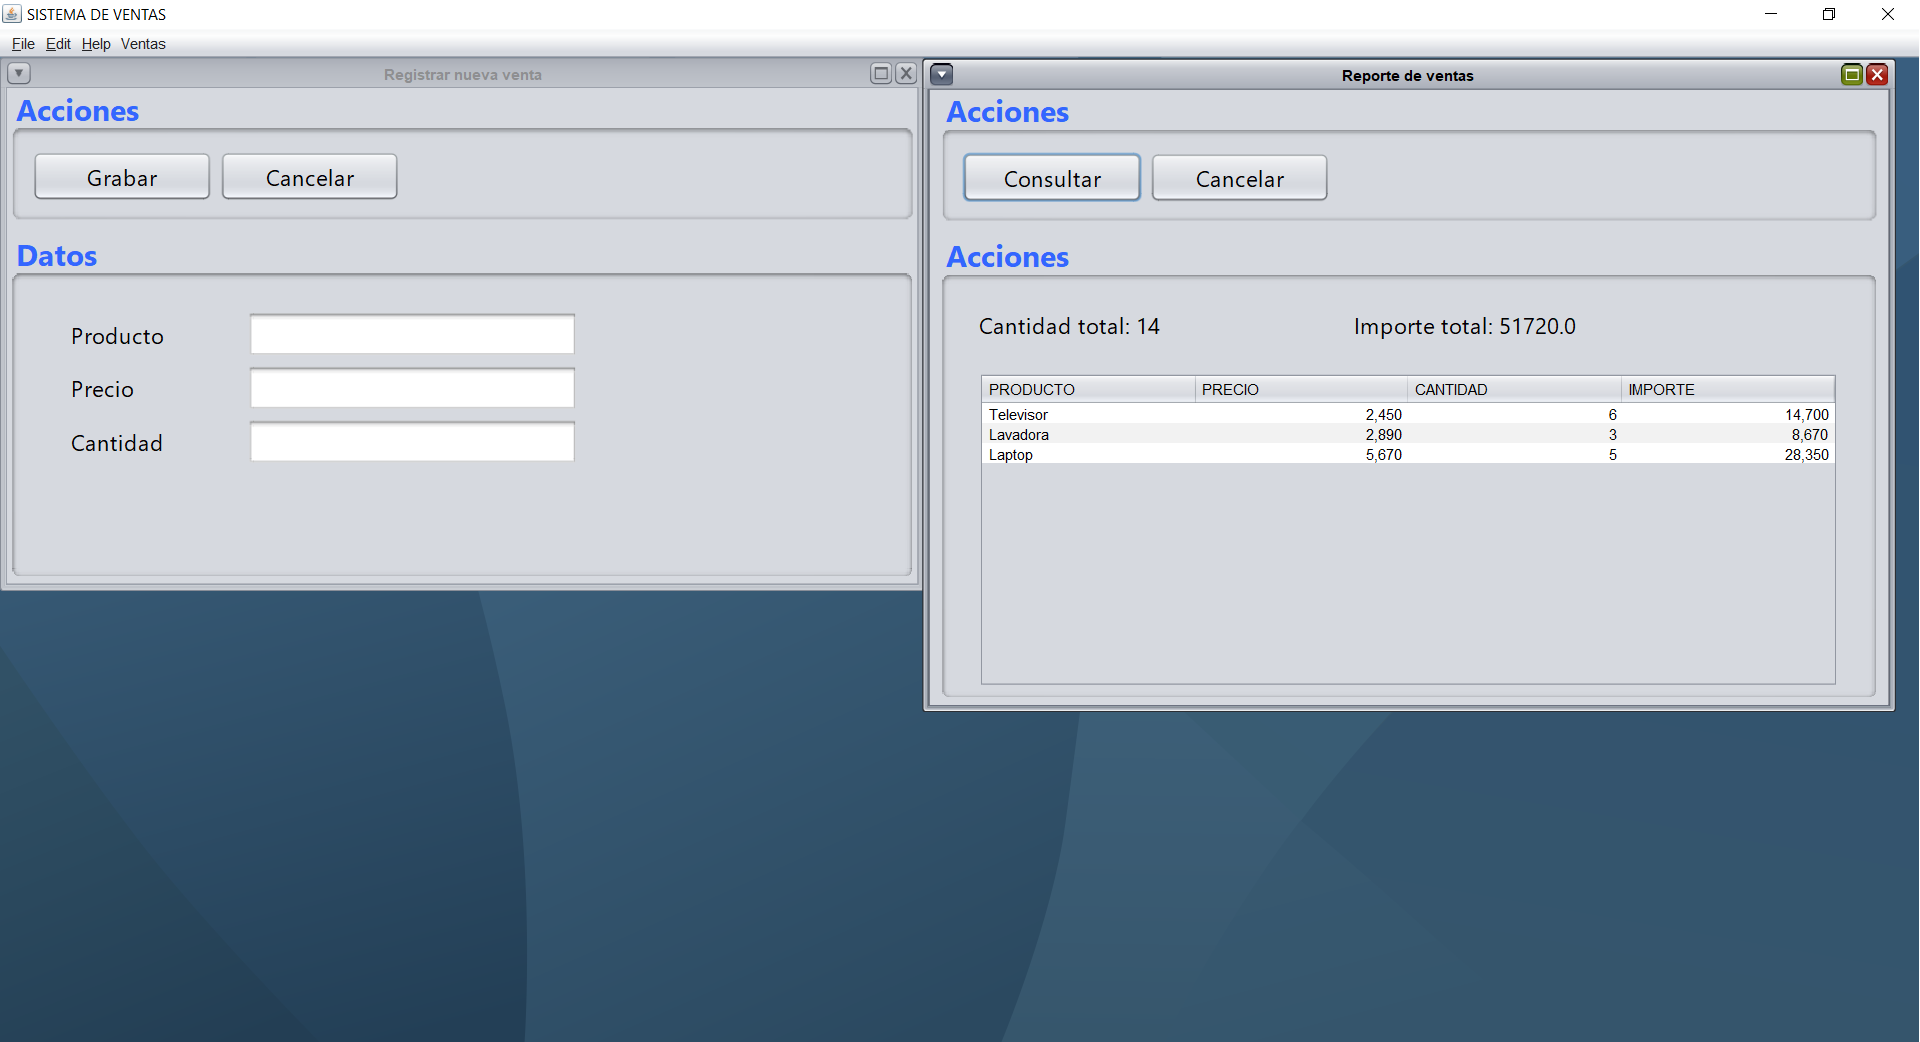 SISTEMA DE VENTAS
File Edit Help Ventas
Registrar nueva venta
Acciones
Grabar Cancelar
Datos
Producto
Precio
Cantidad
Reporte de ventas
Acciones
Consultar Cancelar
Acciones
Cantidad total: 14 Importe total: 51720.0
PRODUCTO PRECIO CANTIDAD IMPORTE
Televisor 2,450 6 14,700
Lavadora 2,890 3 8,670
Laptop 5,670 5 28,350